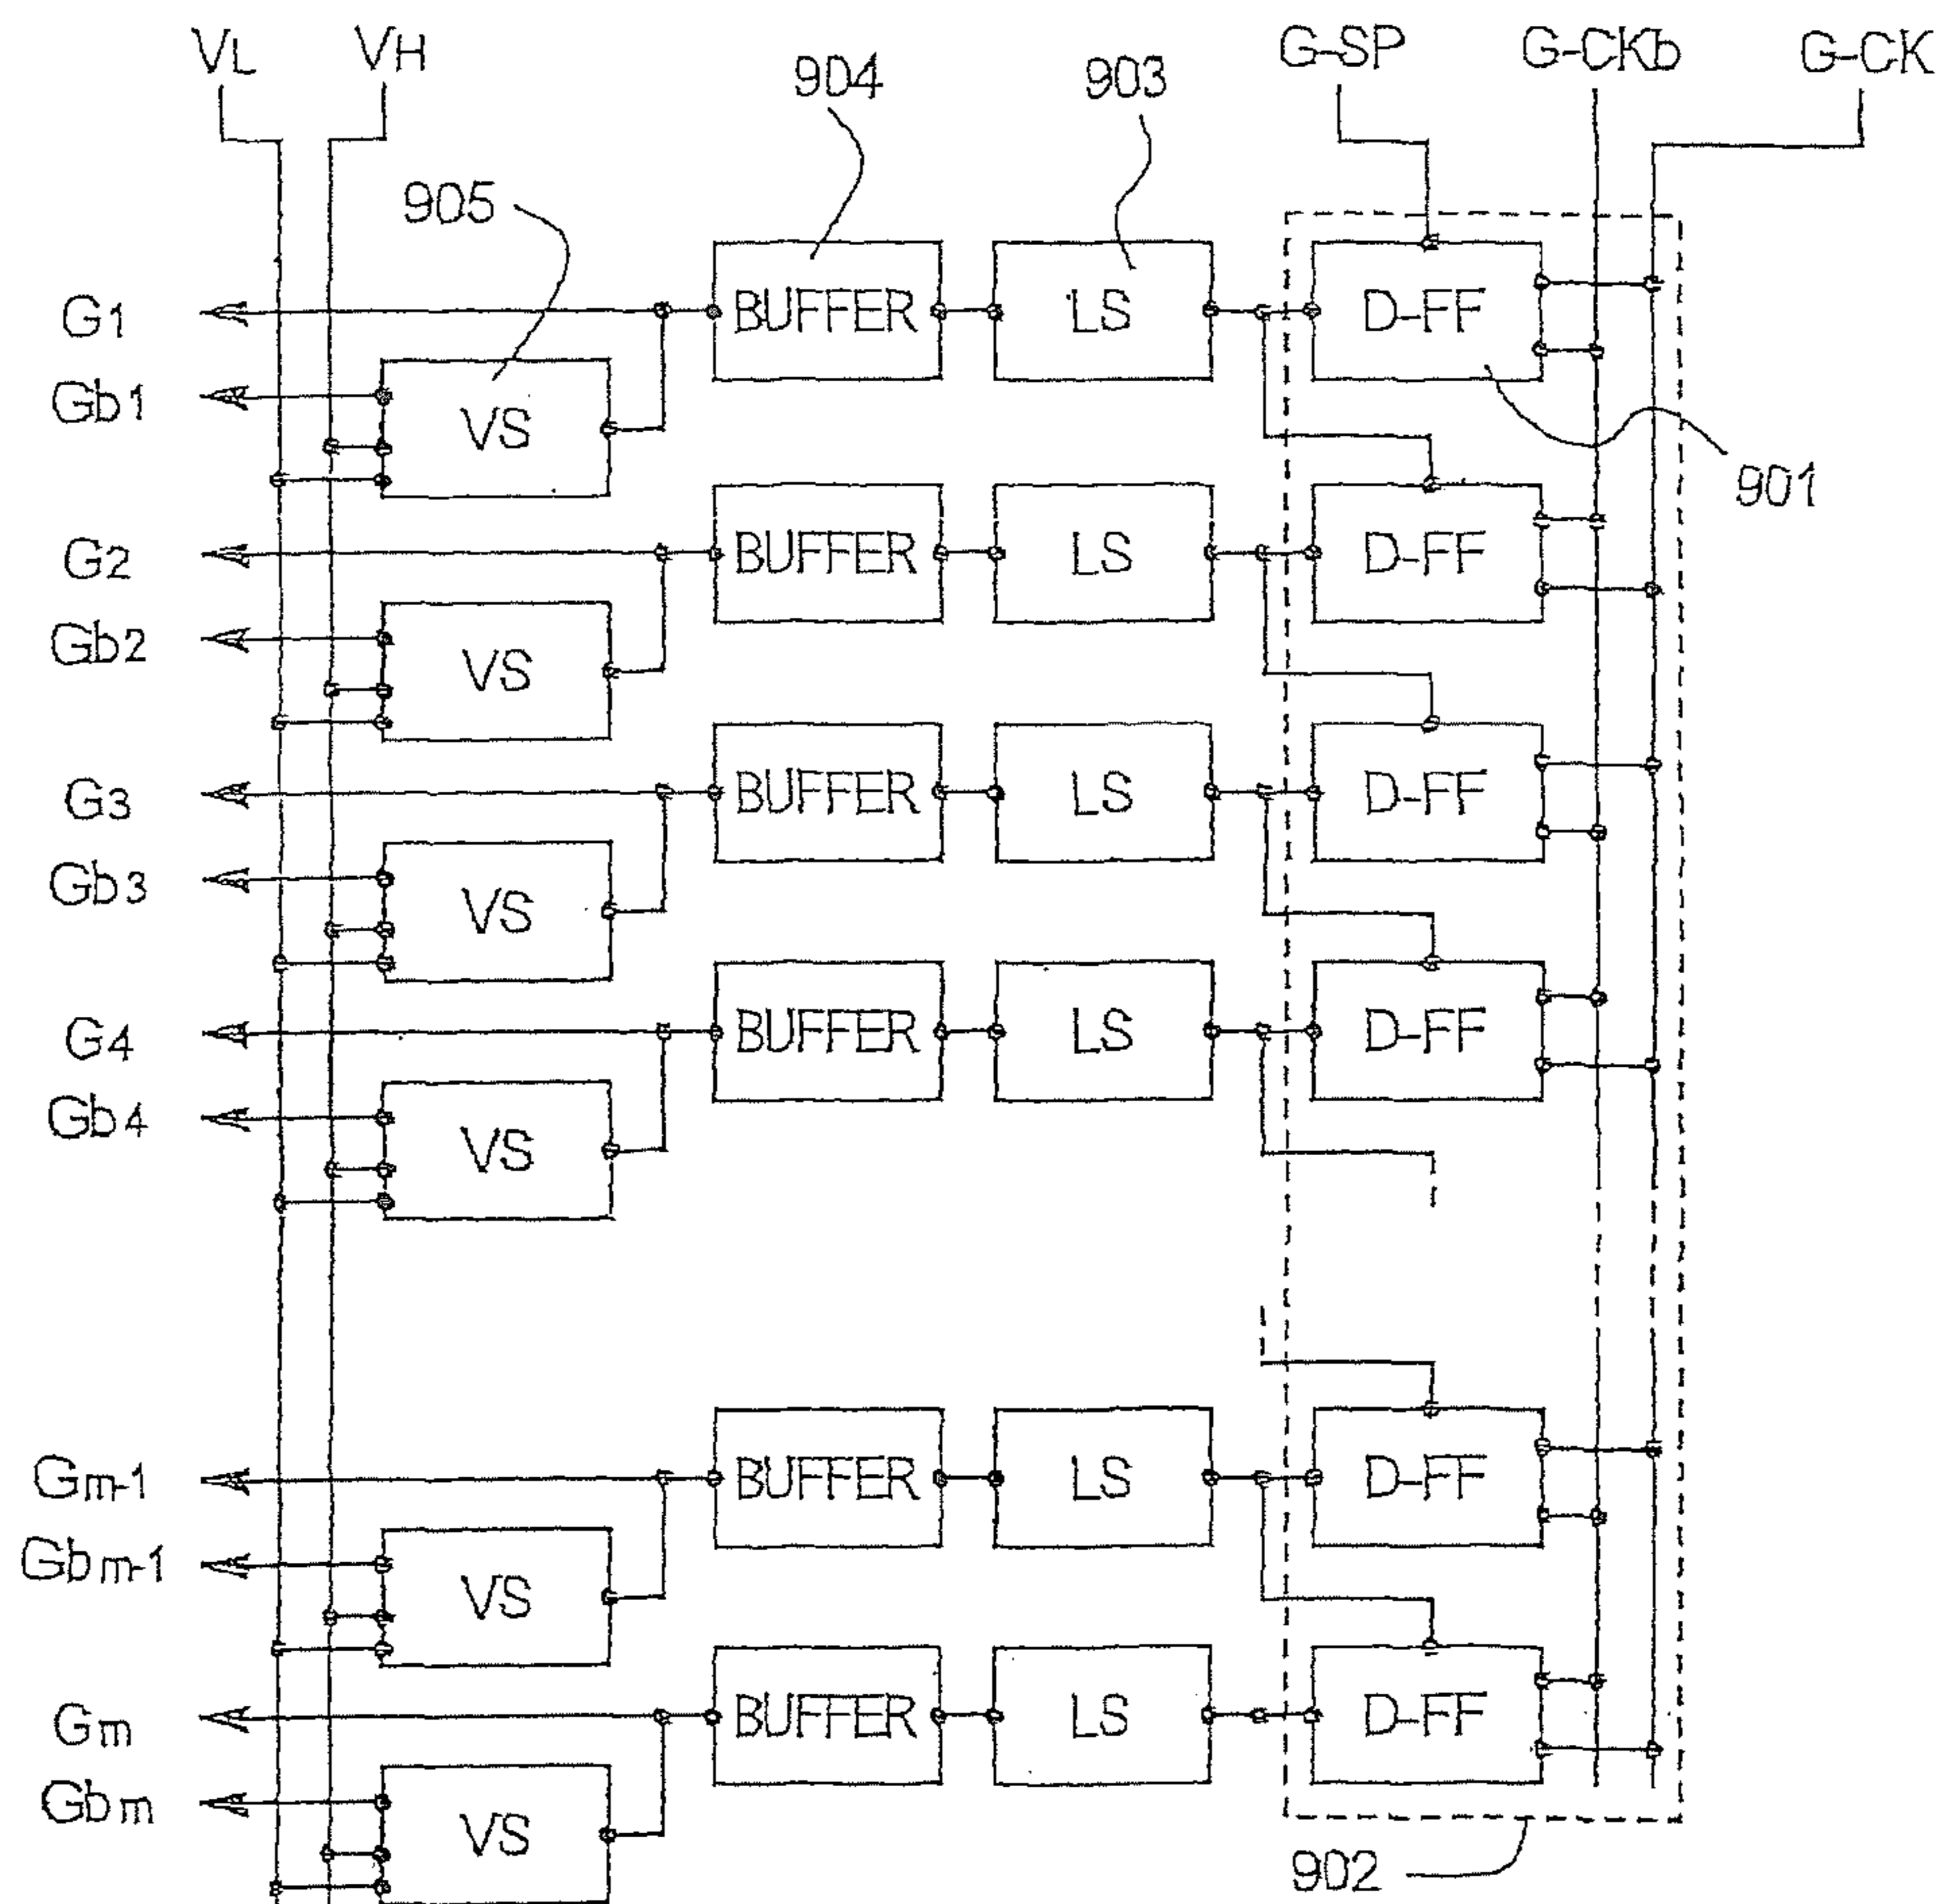 VL VH 904 903 G-SP G-CKb G-CK
905
G1 BUFFER LS D-FF
Gb1 VS
901
G2 BUFFER LS D-FF
Gb2 VS
G3 BUFFER LS D-FF
Gb3 VS
G4 BUFFER LS D-FF
Gb4 VS
Gm-1 BUFFER LS D-FF
Gbm-1 VS
Gm BUFFER LS D-FF
Gbm VS
902